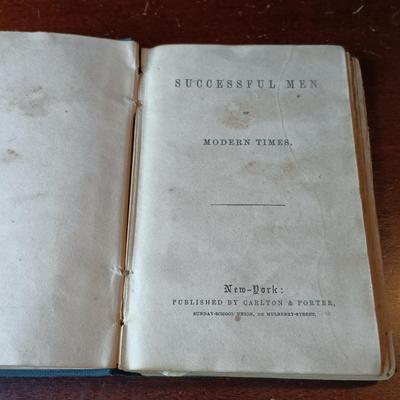 SUCCESSFUL MEN
OF
MODERN TIMES.
New-York:
PUBLISHED BY CARLTON & PORTER,
SUNDAY-SCHOOL UNION, 200 MULBERRY-STREET.